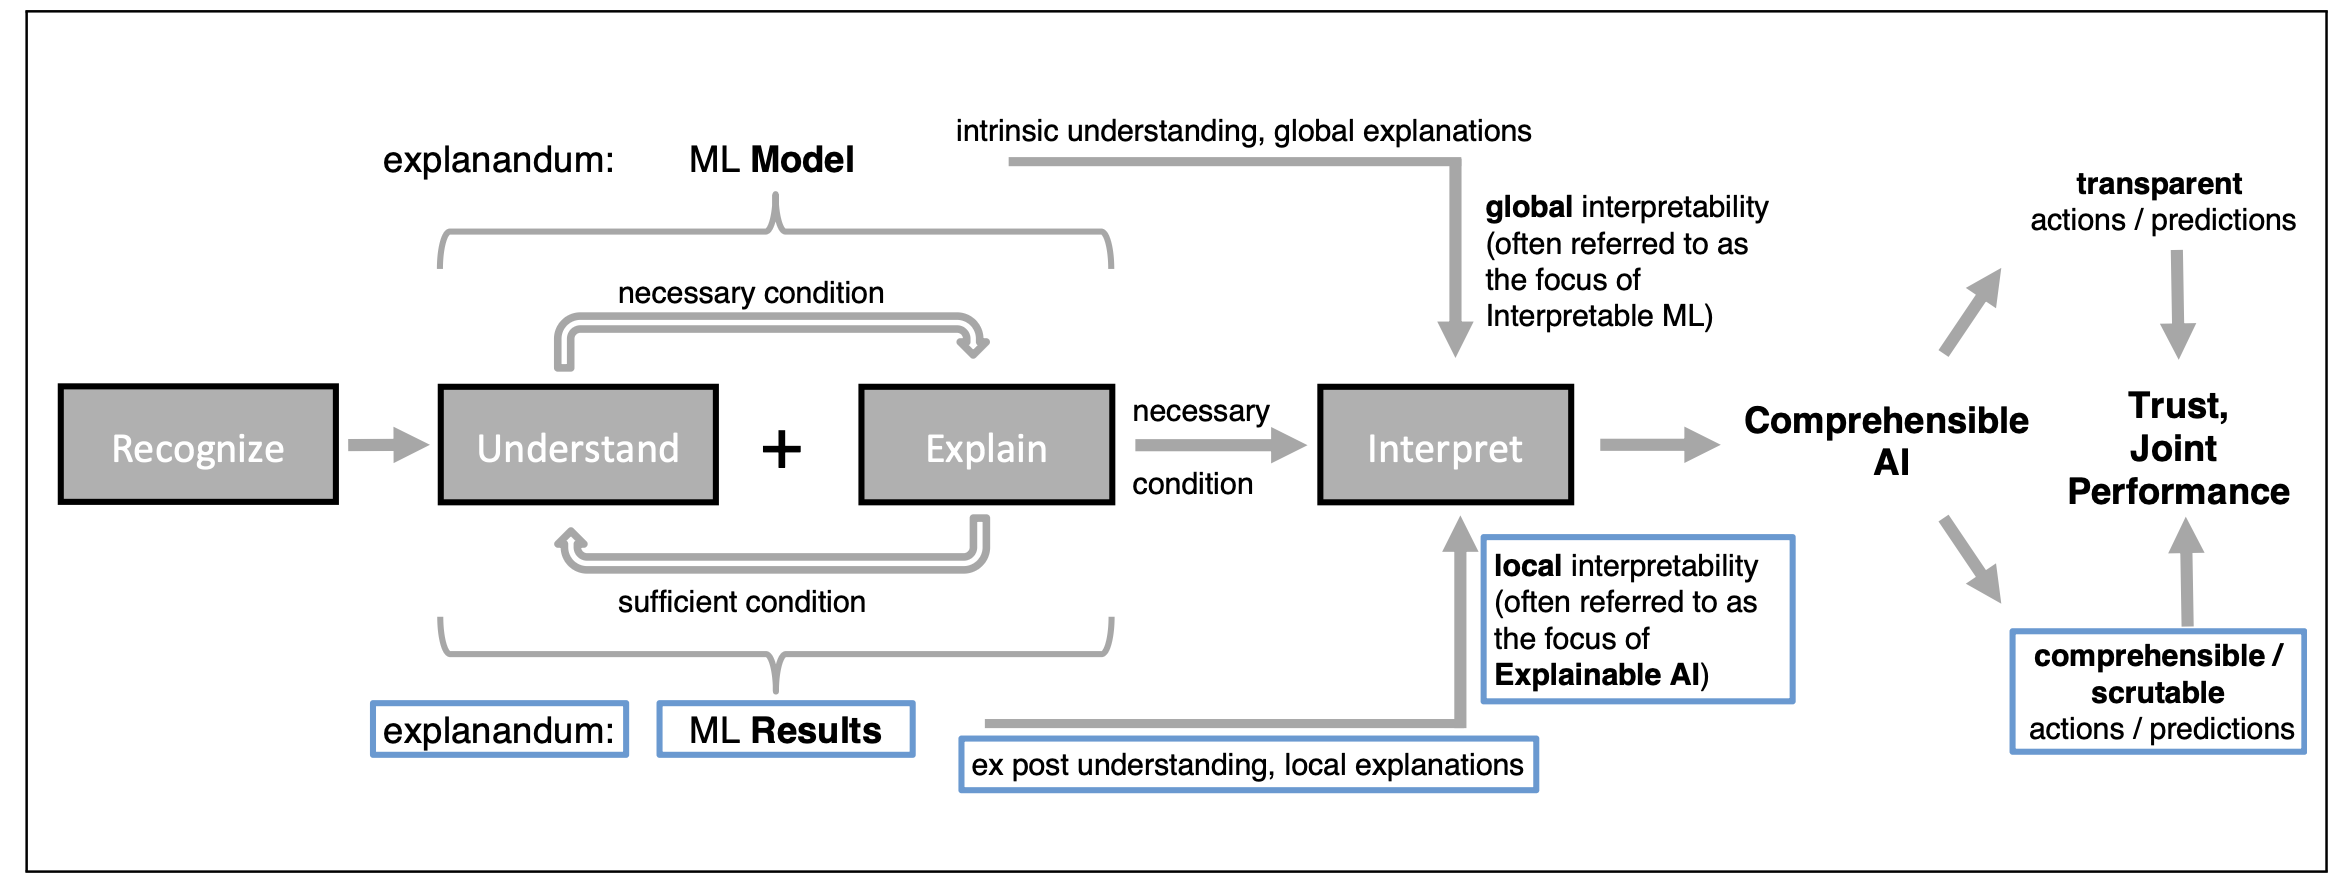 intrinsic understanding, global explanations
explanandum: ML Model
global interpretability
(often referred to as
the focus of
Interpretable ML)
transparent
actions / predictions
necessary condition
Recognize
Understand
+
Explain
necessary
condition
Interpret
Comprehensible
AI
Trust,
Joint
Performance
sufficient condition
local interpretability
(often referred to as
the focus of
Explainable AI)
comprehensible /
scrutable
actions / predictions
explanandum: ML Results
ex post understanding, local explanations